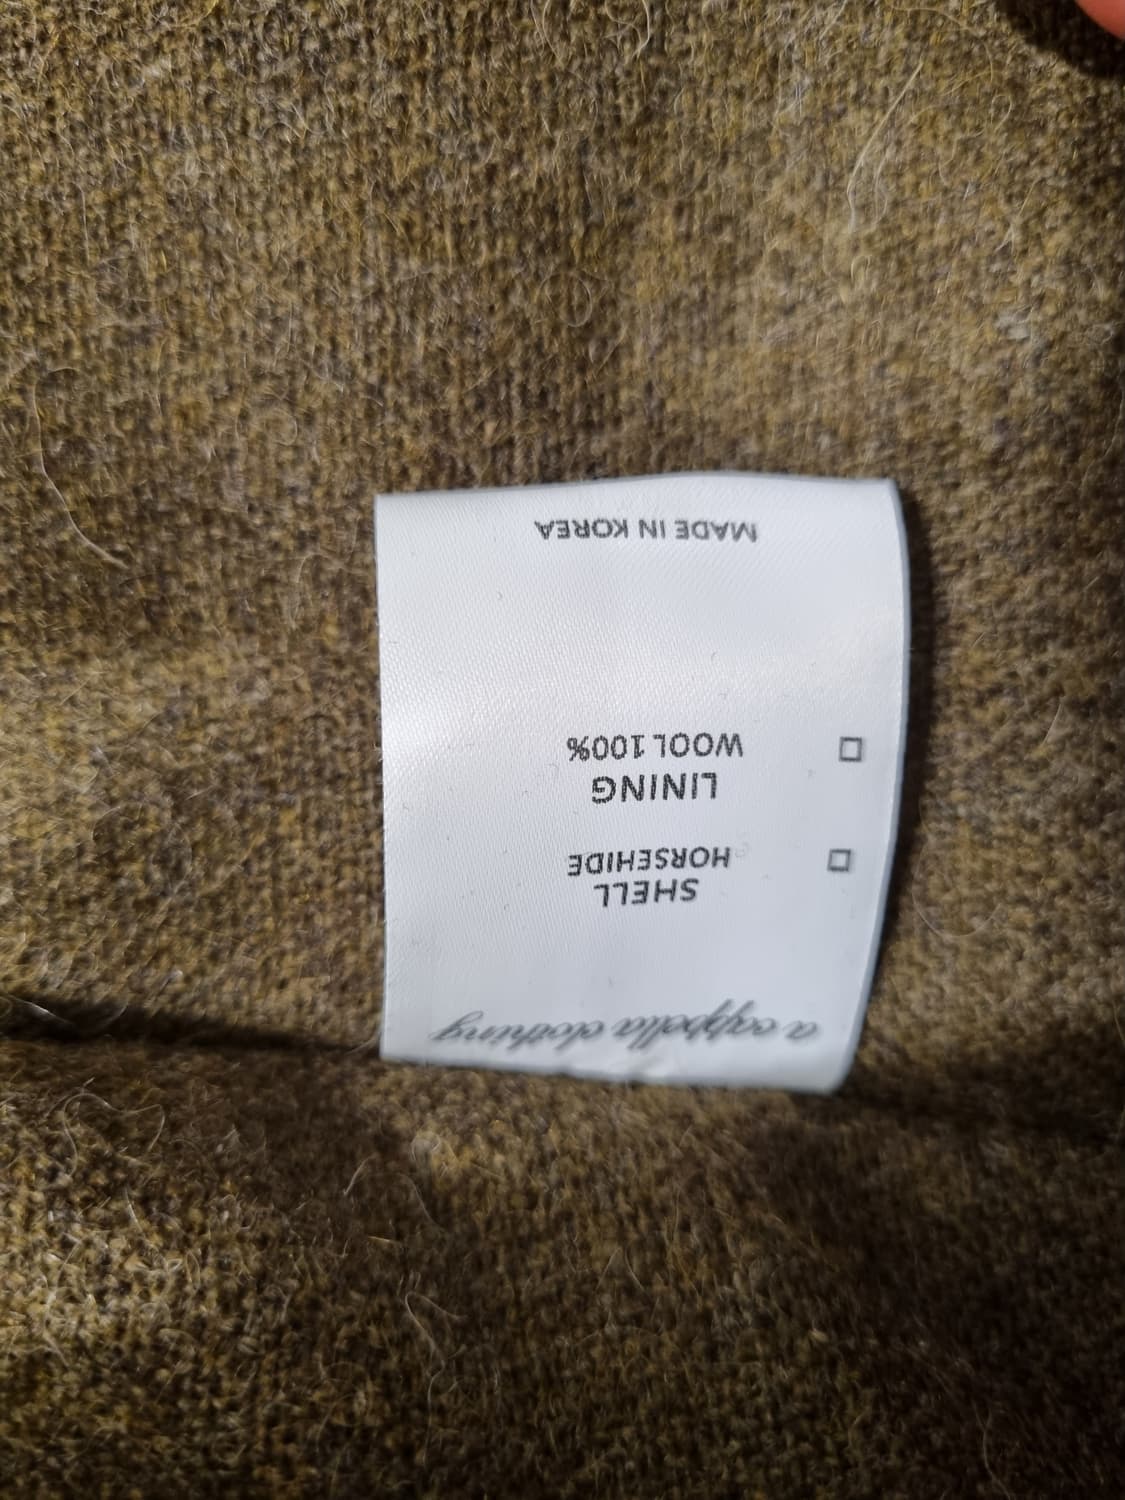 a cappella clothing
SHELL
□ HORSEHIDE
LINING
□ WOOL 100%
MADE IN KOREA